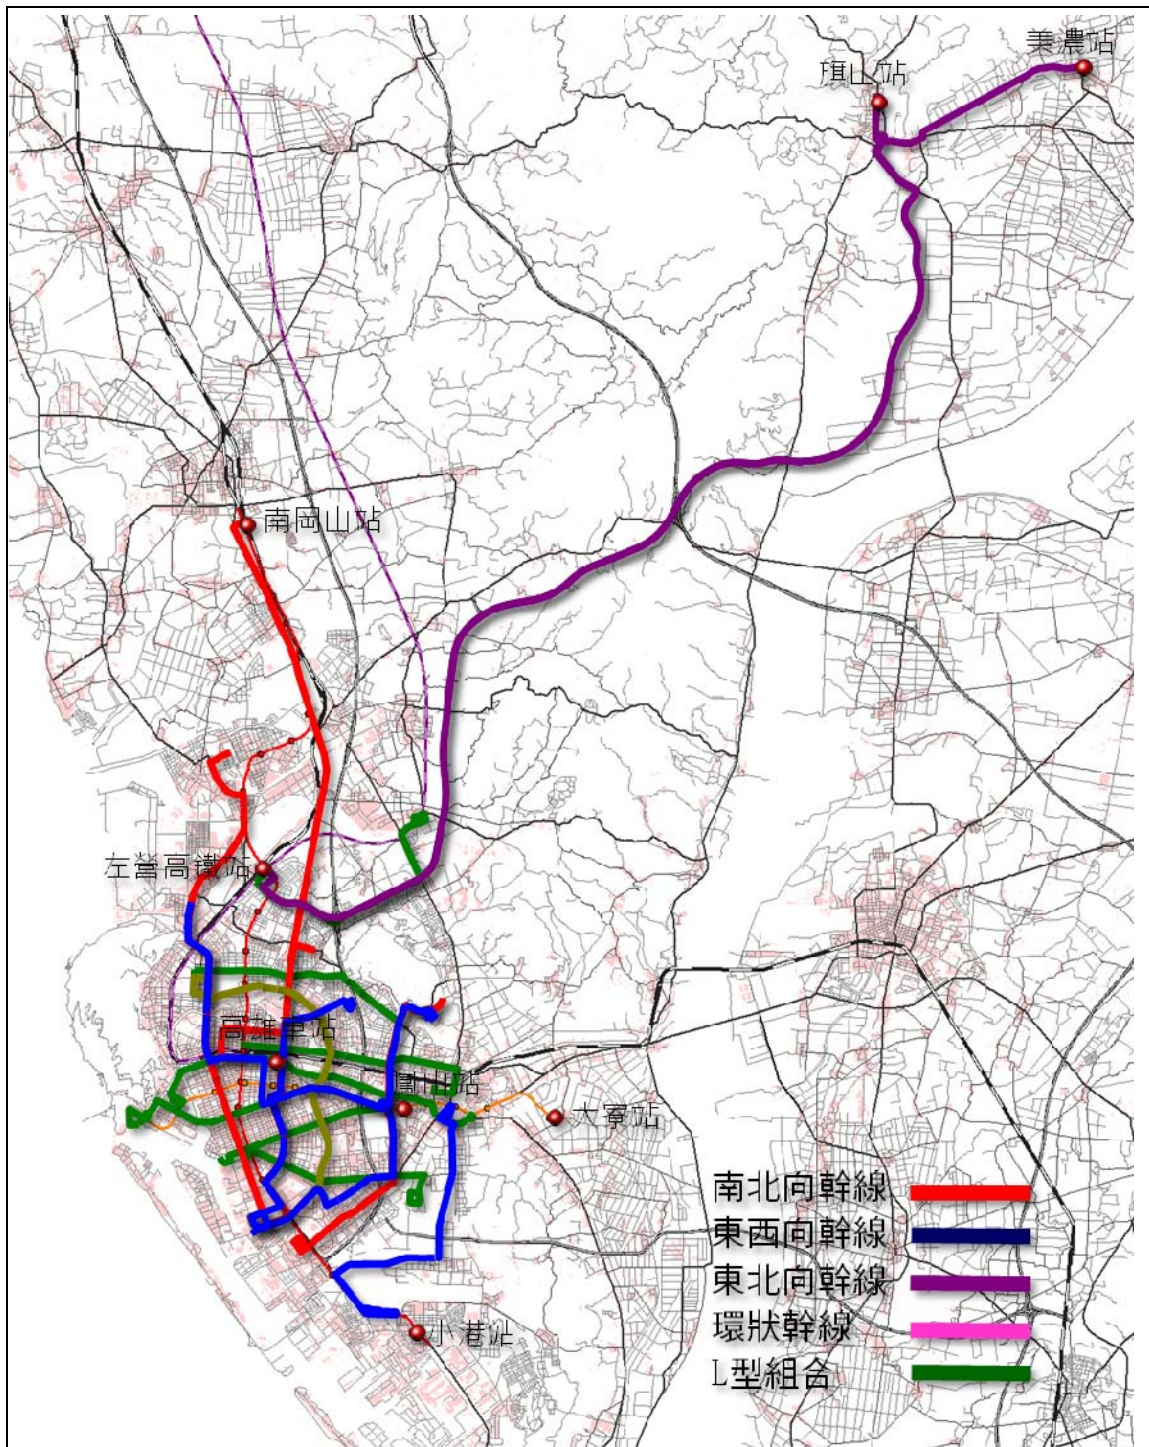 美濃站
旗山站
南岡山站
左營高鐵站
高雄車站
鳳山站
大寮站
小港站
南北向幹線
東西向幹線
東北向幹線
環狀幹線
L型組合